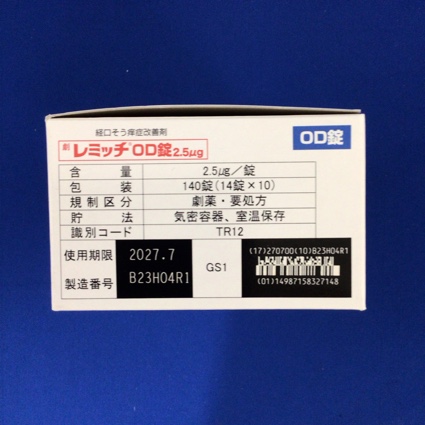 経口そう痒症改善剤
劇 レミッチ®OD錠2.5μg
OD錠
含量 2.5μg/錠
包装 140錠(14錠×10)
規制区分 劇薬・要処方
貯法 気密容器、室温保存
識別コード TR12
使用期限 2027.7
製造番号 B23H04R1
GS1
(17)270700(10)B23H04R1
(01)14987158327148